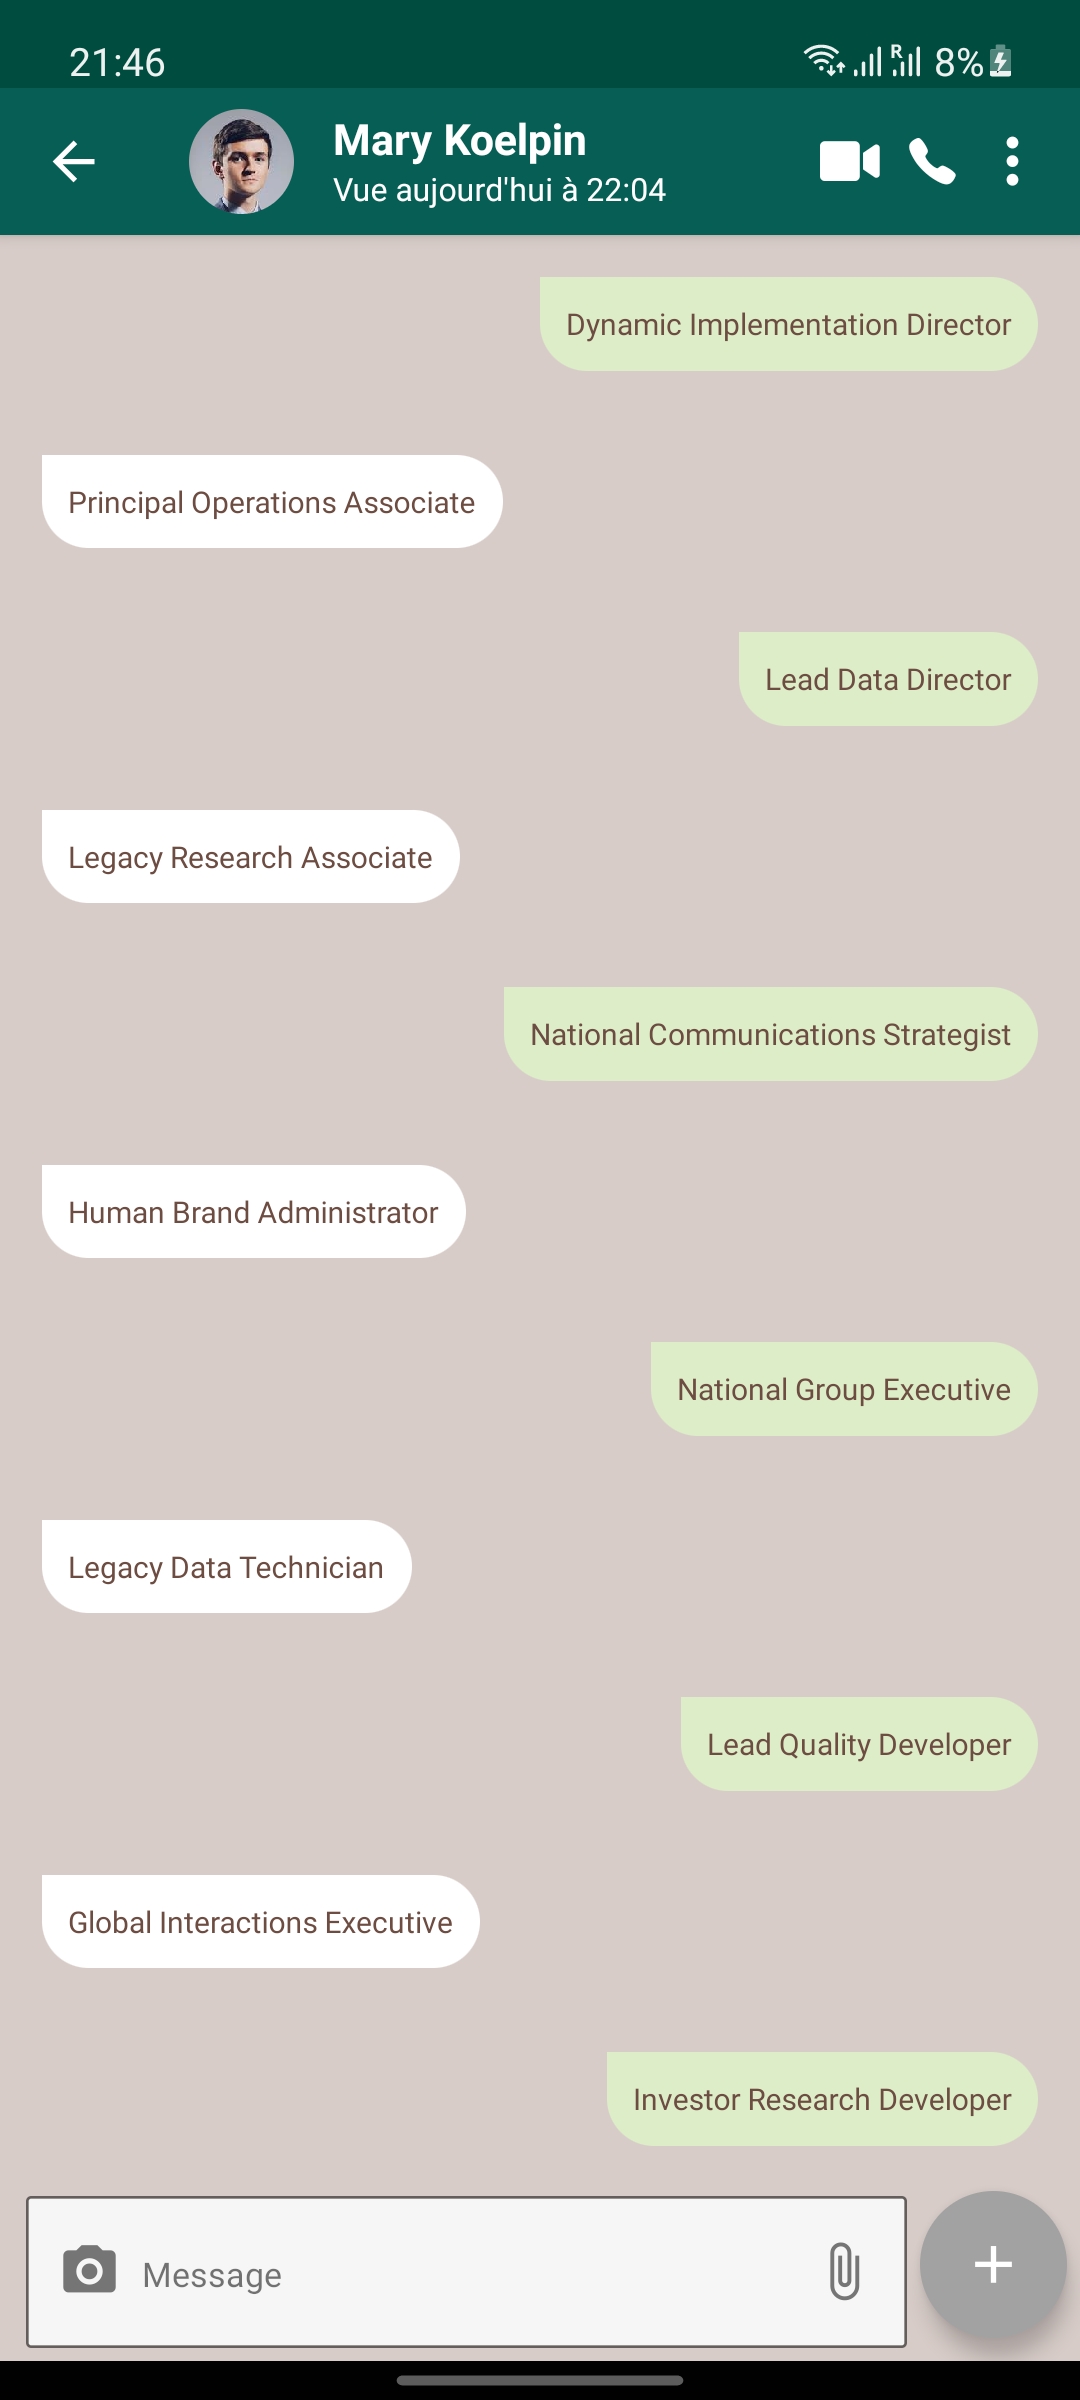 21:46
R 8%
Mary Koelpin
Vue aujourd'hui à 22:04
Dynamic Implementation Director
Principal Operations Associate
Lead Data Director
Legacy Research Associate
National Communications Strategist
Human Brand Administrator
National Group Executive
Legacy Data Technician
Lead Quality Developer
Global Interactions Executive
Investor Research Developer
Message